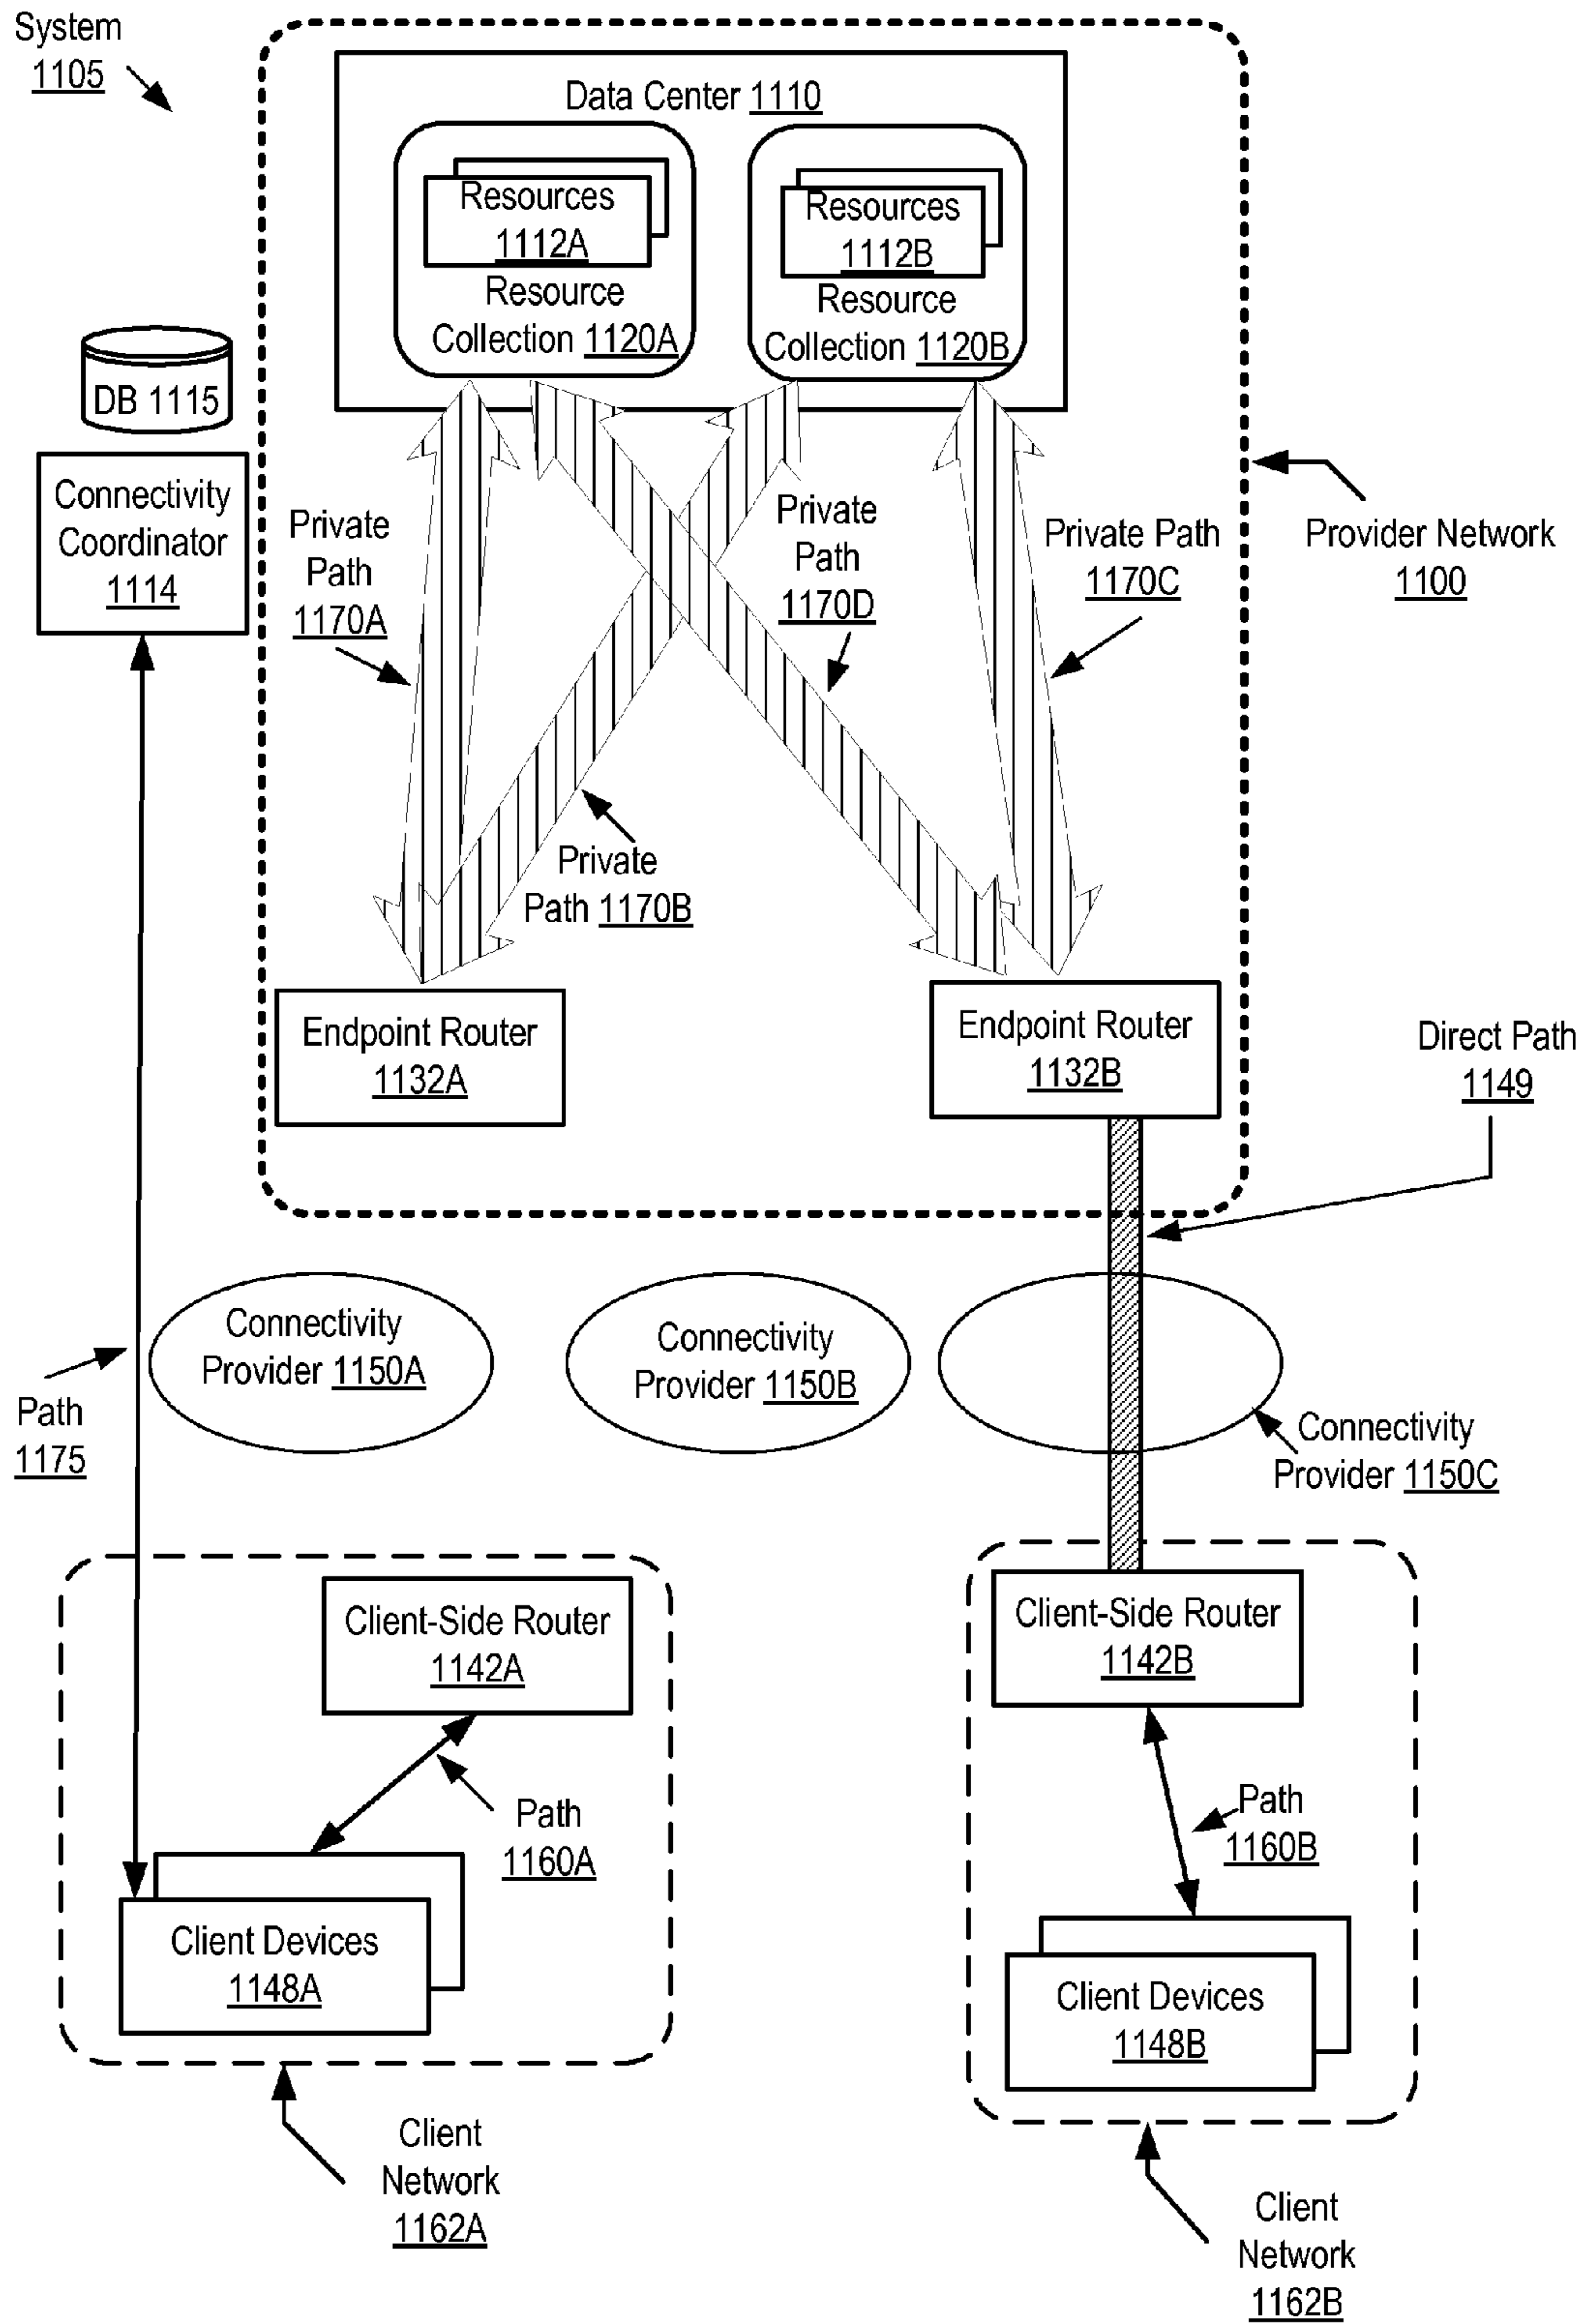 System
1105
Data Center 1110
Resources
1112A
Resource
Collection 1120A
Resources
1112B
Resource
Collection 1120B
DB 1115
Connectivity
Coordinator
1114
Private
Path
1170A
Private
Path
1170D
Private Path
1170C
Provider Network
1100
Private
Path 1170B
Endpoint Router
1132A
Endpoint Router
1132B
Direct Path
1149
Connectivity
Provider 1150A
Connectivity
Provider 1150B
Connectivity
Provider 1150C
Path
1175
Client-Side Router
1142A
Client-Side Router
1142B
Path
1160A
Path
1160B
Client Devices
1148A
Client Devices
1148B
Client
Network
1162A
Client
Network
1162B